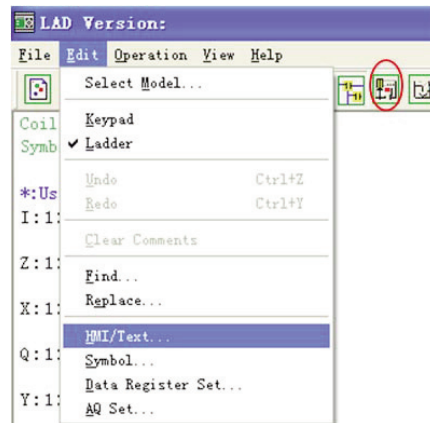 LAD Version:
File Edit Operation View Help
Select Model...
Coil
Keypad
Symb ✓ Ladder
Undo Ctrl+Z
*:Us
Redo Ctrl+Y
I:1
Clear Comments
Z:1
Find...
Replace...
X:1
HMI/Text...
Q:1
Symbol...
Data Register Set...
Y:1
AQ Set...